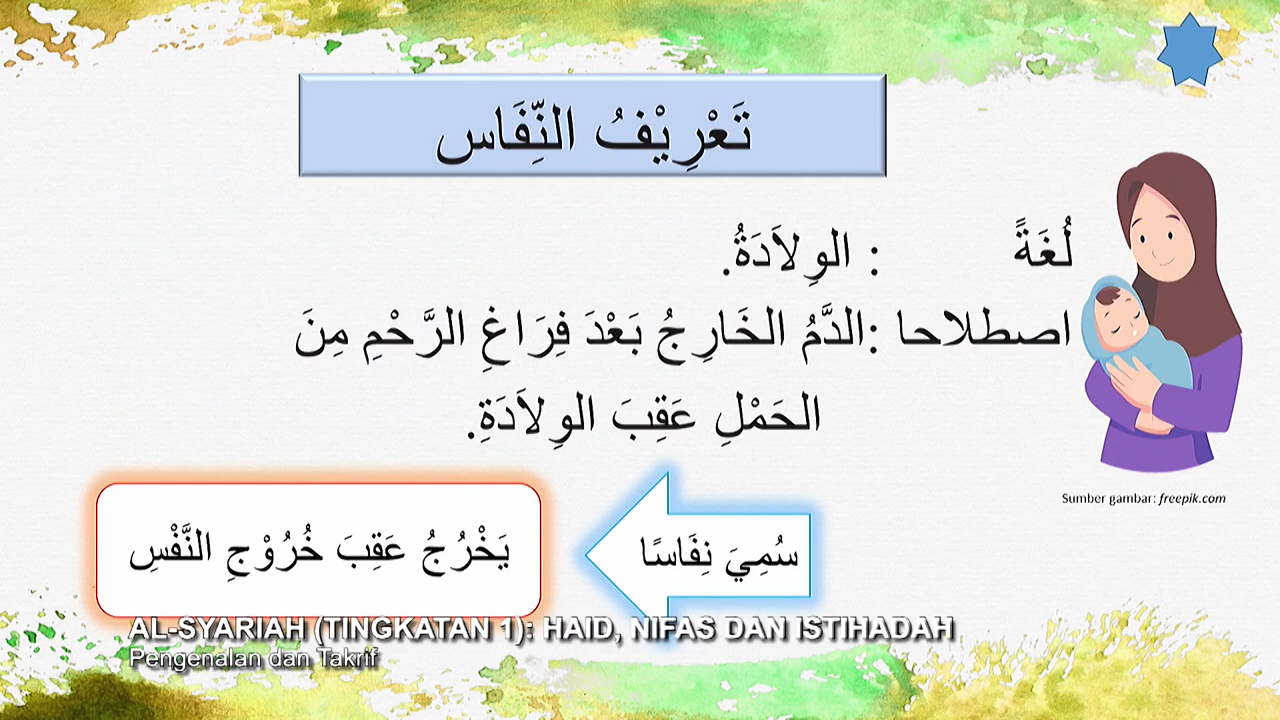 تَعْرِيْفُ النِّفَاس
لُغَةً : الوِلاَدَةُ.
اصطلاحا :الدَّمُ الخَارِجُ بَعْدَ فِرَاغِ الرَّحْمِ مِنَ
الحَمْلِ عَقِبَ الوِلاَدَةِ.
Sumber gambar: freepik.com
سُمِيَ نِفَاسًا
يَخْرُجُ عَقِبَ خُرُوْجِ النَّفْسِ
AL-SYARIAH (TINGKATAN 1): HAID, NIFAS DAN ISTIHADAH
Pengenalan dan Takrif